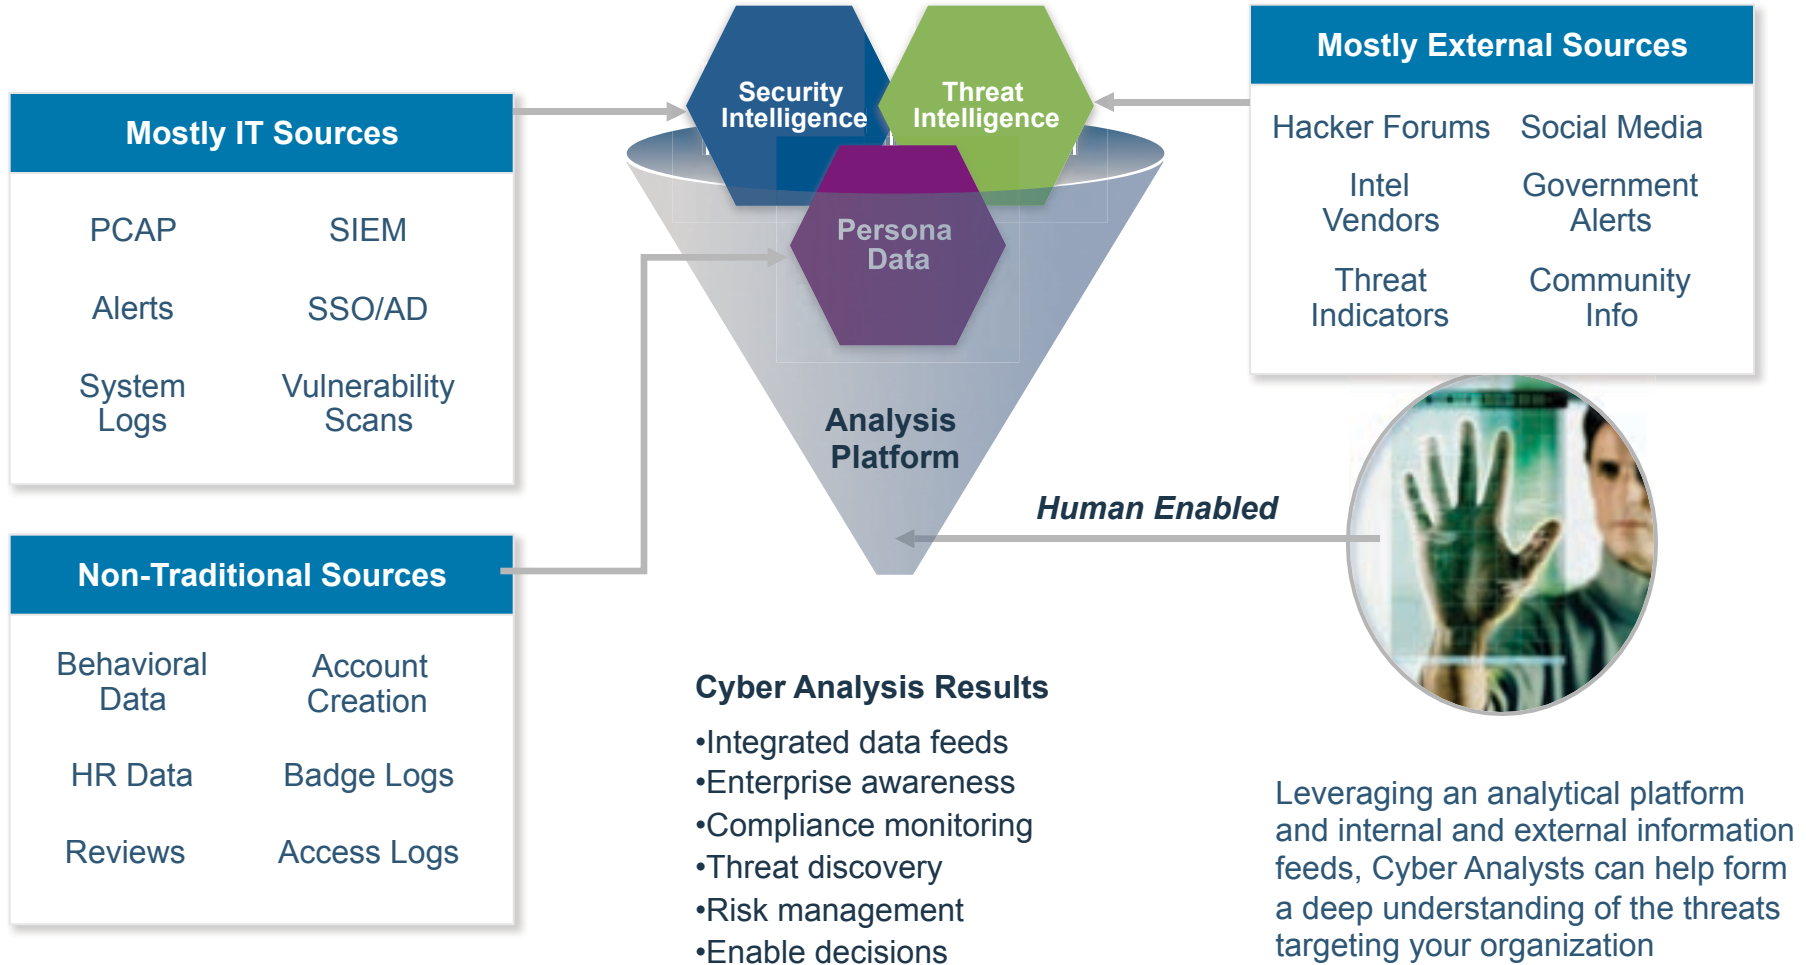 Mostly IT Sources
PCAP
SIEM
Alerts
SSO/AD
System
Logs
Vulnerability
Scans
Non-Traditional Sources
Behavioral
Data
Account
Creation
HR Data
Badge Logs
Reviews
Access Logs
Security
Intelligence
Threat
Intelligence
Persona
Data
Analysis
Platform
Human Enabled
Mostly External Sources
Hacker Forums
Social Media
Intel
Vendors
Government
Alerts
Threat
Indicators
Community
Info
Cyber Analysis Results
•Integrated data feeds
•Enterprise awareness
•Compliance monitoring
•Threat discovery
•Risk management
•Enable decisions
Leveraging an analytical platform
and internal and external information
feeds, Cyber Analysts can help form
a deep understanding of the threats
targeting your organization